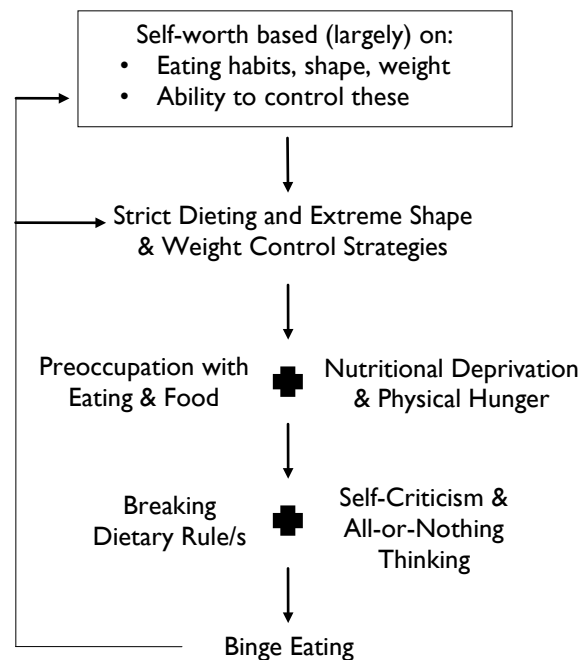 Self-worth based (largely) on:
• Eating habits, shape, weight
• Ability to control these
Strict Dieting and Extreme Shape
& Weight Control Strategies
Preoccupation with
Eating & Food
Nutritional Deprivation
& Physical Hunger
Breaking
Dietary Rule/s
Self-Criticism &
All-or-Nothing
Thinking
Binge Eating